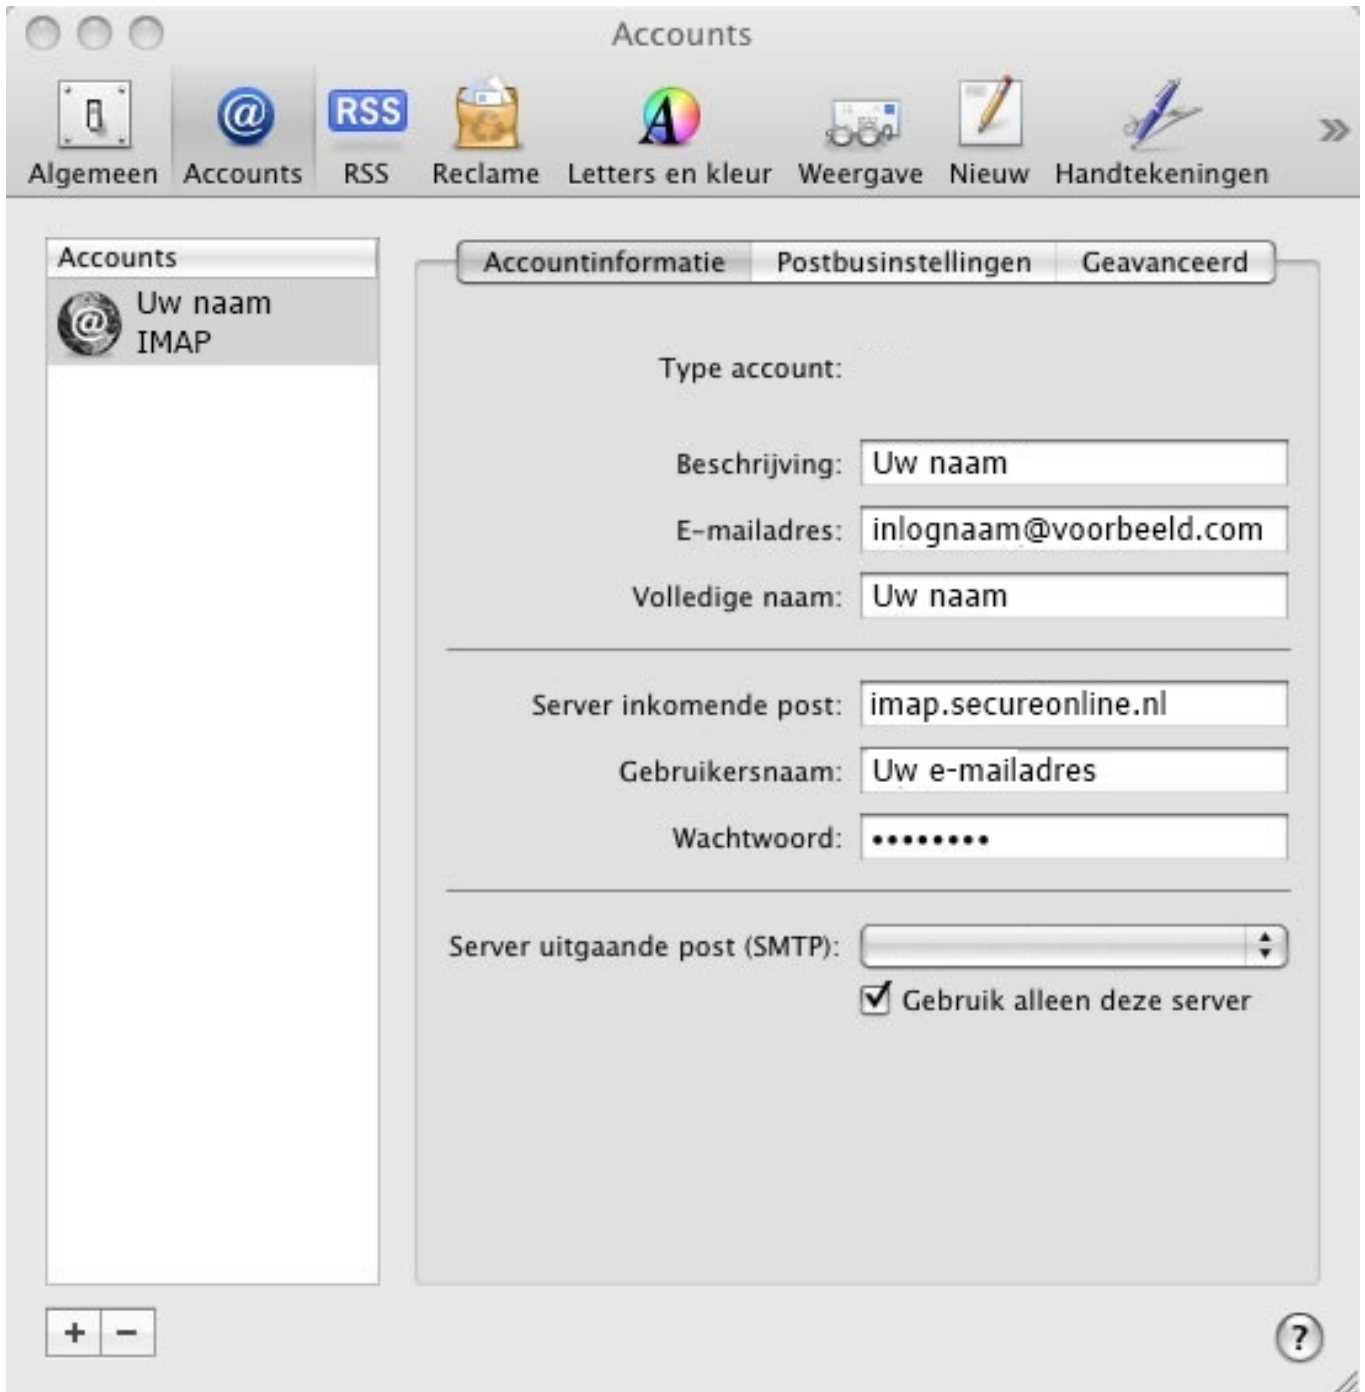 Accounts
RSS
Algemeen Accounts RSS Reclame Letters en kleur Weergave Nieuw Handtekeningen »
Accounts
Uw naam
IMAP
Accountinformatie Postbusinstellingen Geavanceerd
Type account:
Beschrijving: Uw naam
E-mailadres: inlognaam@voorbeeld.com
Volledige naam: Uw naam
Server inkomende post: imap.secureonline.nl
Gebruikersnaam: Uw e-mailadres
Wachtwoord: ••••••••
Server uitgaande post (SMTP):
Gebruik alleen deze server
+ −
?